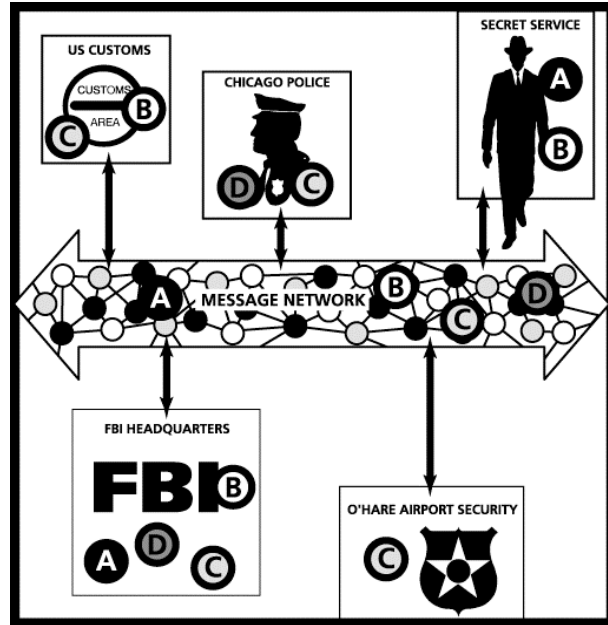 US CUSTOMS
CUSTOMS
AREA
B
C
CHICAGO POLICE
D
C
SECRET SERVICE
A
B
A
MESSAGE NETWORK
B
C
D
FBI HEADQUARTERS
FBI
B
A
D
C
O'HARE AIRPORT SECURITY
C